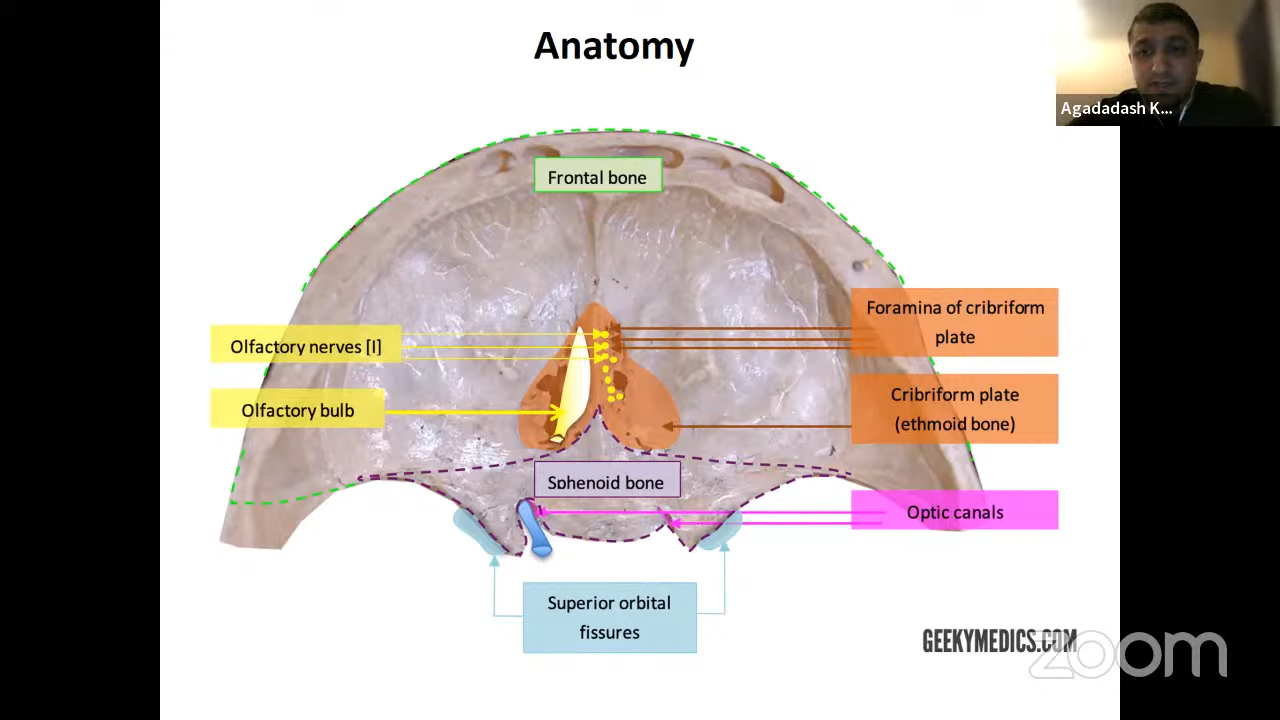 Anatomy
Agadadash K...
Frontal bone
Foramina of cribriform
plate
Olfactory nerves [I]
Cribriform plate
(ethmoid bone)
Olfactory bulb
Sphenoid bone
Optic canals
Superior orbital
fissures
GEEKYMEDICS.COM
zoom